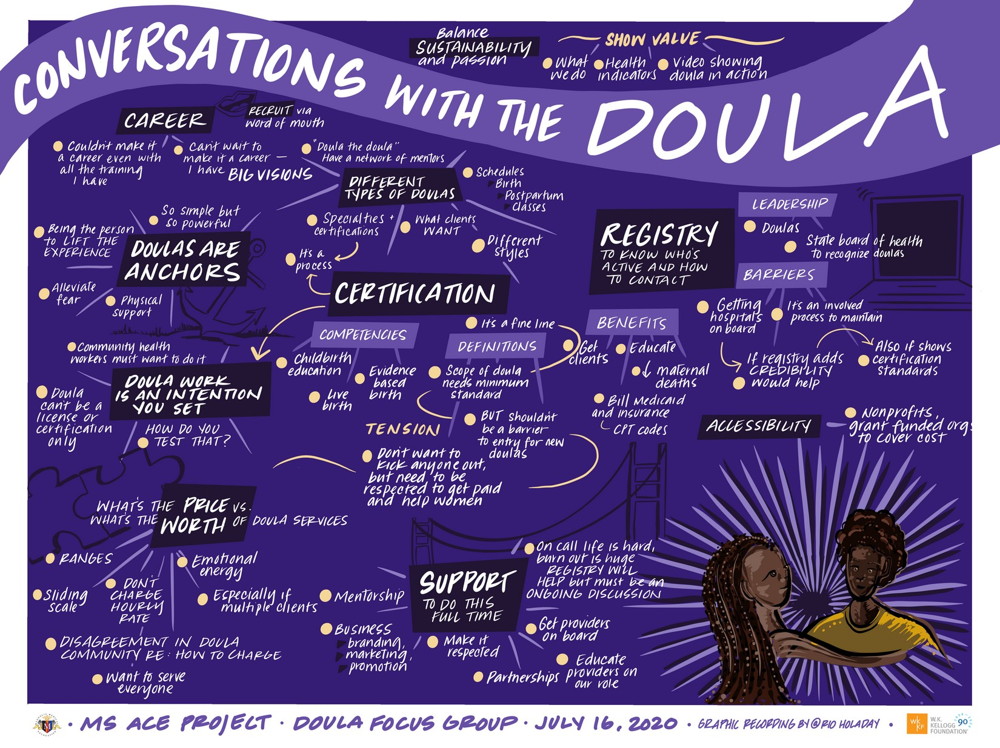 CONVERSATIONS WITH THE DOULA
Balance
SUSTAINABILITY
and passion
SHOW VALUE
What
we do
Health
indicators
Video showing
doula in action
CAREER
RECRUIT via
word of mouth
Couldn't make it
a career even with
all the training
I have
Can't wait to
make it a career —
I have BIG VISIONS
"Doula the doula"
Have a network of mentors
DIFFERENT
TYPES OF DOULAS
Schedules
Birth
Postpartum
Classes
Specialties +
certifications
What clients
WANT
Different
styles
It's a
process
So simple but
so powerful
Being the person
to LIFT THE
EXPERIENCE
DOULAS ARE
ANCHORS
Alleviate
fear
Physical
support
CERTIFICATION
COMPETENCIES
Childbirth
education
Evidence
based
birth
Live
birth
It's a fine line
DEFINITIONS
Scope of doula
needs minimum
standard
BUT shouldn't
be a barrier
to entry for new
doulas
TENSION
Don't want to
kick anyone out,
but need to be
respected to get paid
and help women
Community health
workers must want to do it
DOULA WORK
IS AN INTENTION
YOU SET
Doula
can't be a
license or
certification
only
HOW DO YOU
TEST THAT?
REGISTRY
TO KNOW WHO'S
ACTIVE AND HOW
TO CONTACT
LEADERSHIP
Doulas
State board of health
to recognize doulas
BARRIERS
Getting
hospitals
on board
It's an involved
process to maintain
If registry adds
CREDIBILITY
would help
Also if shows
certification
standards
BENEFITS
Get
clients
Educate
↓ maternal
deaths
Bill Medicaid
and insurance
CPT codes
ACCESSIBILITY
Nonprofits,
grant funded orgs
to cover cost
WHAT'S THE PRICE VS.
WHAT'S THE WORTH OF DOULA SERVICES
RANGES
Sliding
scale
DON'T
CHARGE
HOURLY
RATE
Emotional
energy
Especially if
multiple clients
DISAGREEMENT IN DOULA
COMMUNITY RE: HOW TO CHARGE
Want to serve
everyone
SUPPORT
TO DO THIS
FULL TIME
On call life is hard,
burn out is huge
REGISTRY WILL
HELP but must be an
ONGOING DISCUSSION
Mentorship
Business
branding,
marketing,
promotion
Make it
respected
Get providers
on board
Partnerships
Educate
providers on
our role
· MS ACE PROJECT · DOULA FOCUS GROUP · JULY 16, 2020 · GRAPHIC RECORDING BY @RIO HOLADAY ·
WKKF
W.K.
KELLOGG
FOUNDATION
90